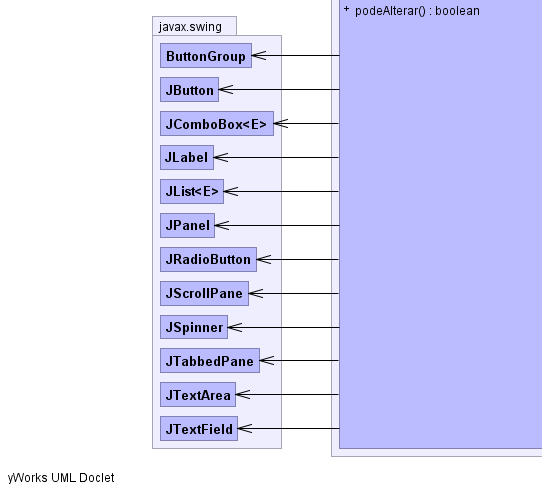 + podeAlterar() : boolean
javax.swing
ButtonGroup
JButton
JComboBox<E>
JLabel
JList<E>
JPanel
JRadioButton
JScrollPane
JSpinner
JTabbedPane
JTextArea
JTextField
yWorks UML Doclet